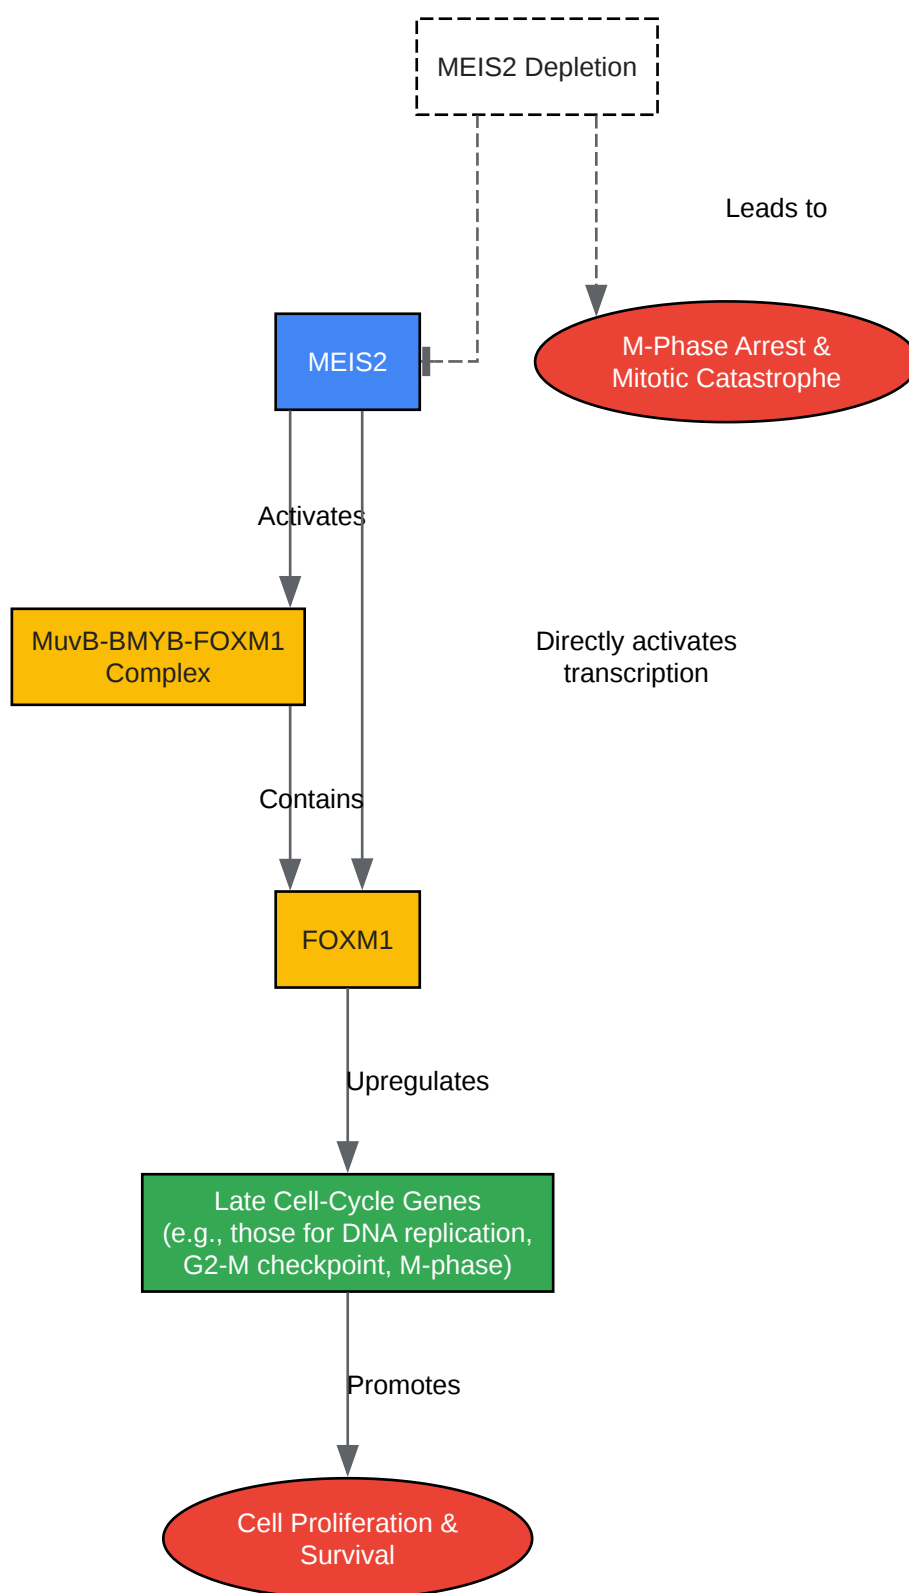 MEIS2 Depletion
Leads to
M-Phase Arrest &
Mitotic Catastrophe
MEIS2
Activates
MuvB-BMYB-FOXM1
Complex
Directly activates
transcription
Contains
FOXM1
Upregulates
Late Cell-Cycle Genes
(e.g., those for DNA replication,
G2-M checkpoint, M-phase)
Promotes
Cell Proliferation &
Survival